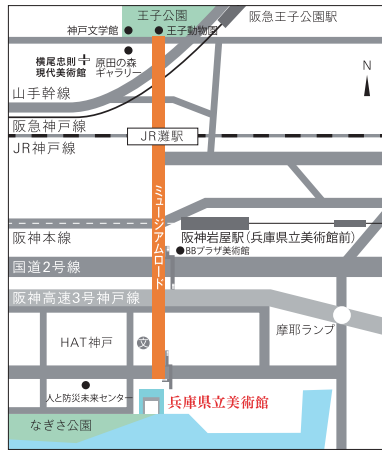 王子公園
阪急王子公園駅
神戸文学館
王子動物園
横尾忠則
現代美術館
原田の森
ギャラリー
N
山手幹線
阪急神戸線
JR灘駅
JR神戸線
ミュージアムロード
阪神本線
阪神岩屋駅(兵庫県立美術館前)
BBプラザ美術館
国道2号線
阪神高速3号神戸線
摩耶ランプ
HAT神戸
文
人と防災未来センター
兵庫県立美術館
なぎさ公園